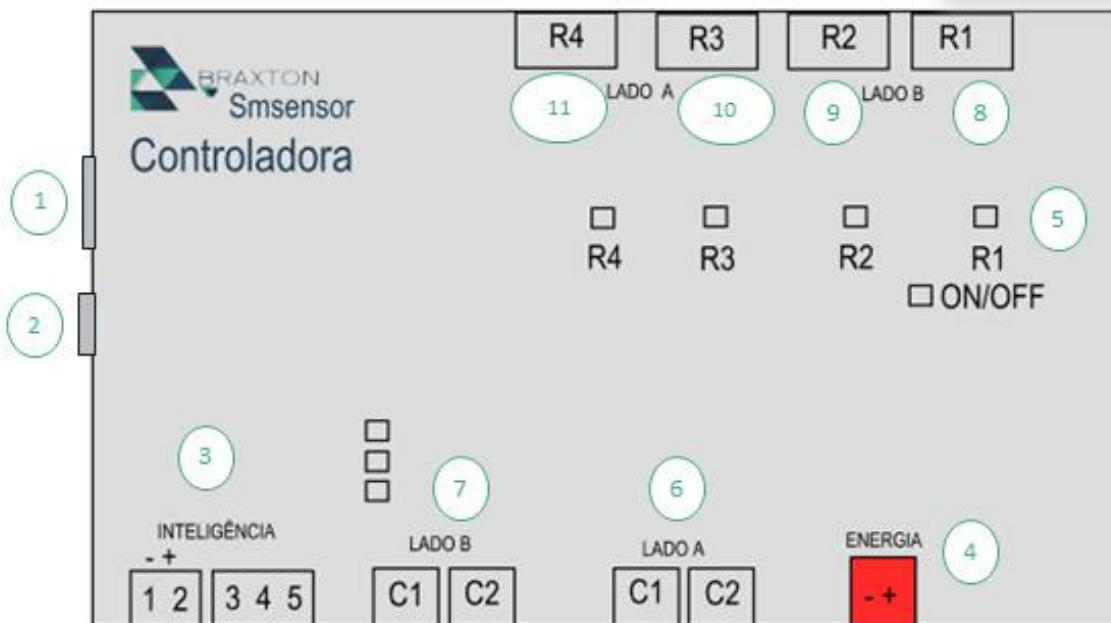 R4 R3 R2 R1
BRAXTON
Smsensor
Controladora
LADO A LADO B
11 10 9 8
1
5
R4 R3 R2 R1
ON/OFF
2
3
7 6
INTELIGÊNCIA
- +
LADO B LADO A ENERGIA
4
1 2 3 4 5 C1 C2 C1 C2 - +